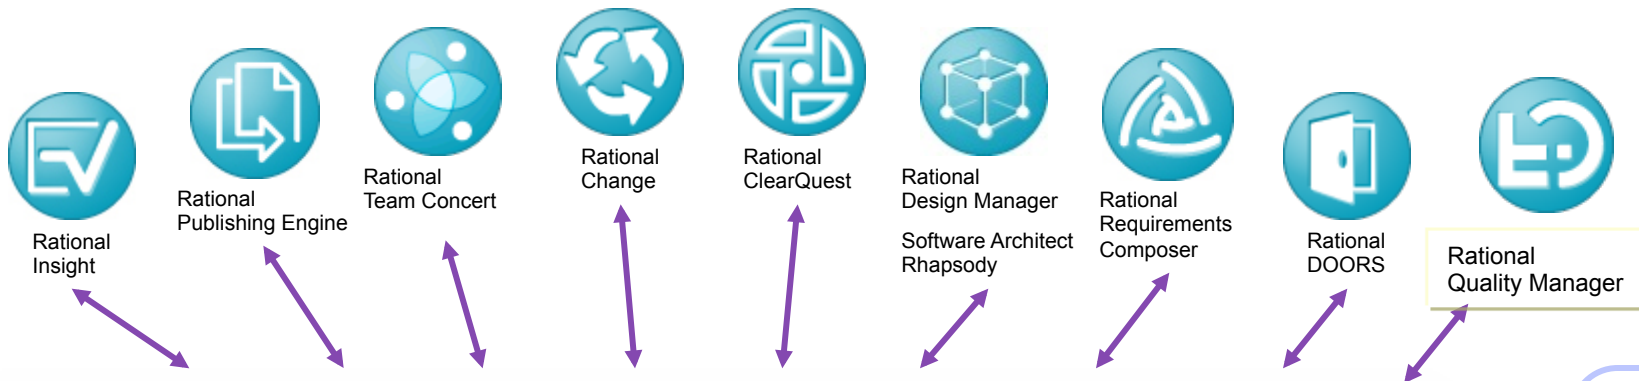 Rational
Insight
Rational
Publishing Engine
Rational
Team Concert
Rational
Change
Rational
ClearQuest
Rational
Design Manager
Software Architect
Rhapsody
Rational
Requirements
Composer
Rational
DOORS
Rational
Quality Manager